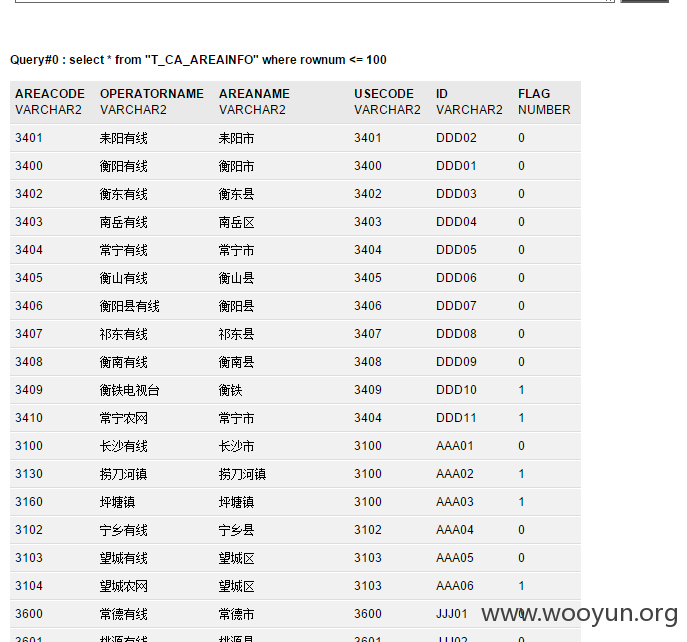 Query#0 : select * from "T_CA_AREAINFO" where rownum <= 100
AREACODE OPERATORNAME AREANAME USECODE ID FLAG
VARCHAR2 VARCHAR2 VARCHAR2 VARCHAR2 VARCHAR2 NUMBER
3401 耒阳有线 耒阳市 3401 DDD02 0
3400 衡阳有线 衡阳市 3400 DDD01 0
3402 衡东有线 衡东县 3402 DDD03 0
3403 南岳有线 南岳区 3403 DDD04 0
3404 常宁有线 常宁市 3404 DDD05 0
3405 衡山有线 衡山县 3405 DDD06 0
3406 衡阳县有线 衡阳县 3406 DDD07 0
3407 祁东有线 祁东县 3407 DDD08 0
3408 衡南有线 衡南县 3408 DDD09 0
3409 衡铁电视台 衡铁 3409 DDD10 1
3410 常宁农网 常宁市 3404 DDD11 1
3100 长沙有线 长沙市 3100 AAA01 0
3130 捞刀河镇 捞刀河镇 3100 AAA02 1
3160 坪塘镇 坪塘镇 3100 AAA03 1
3102 宁乡有线 宁乡县 3102 AAA04 0
3103 望城有线 望城区 3103 AAA05 0
3104 望城农网 望城区 3103 AAA06 1
3600 常德有线 常德市 3600 JJJ01 0
www.wooyun.org
3601 桃源有线 桃源县 3601 JJJ02